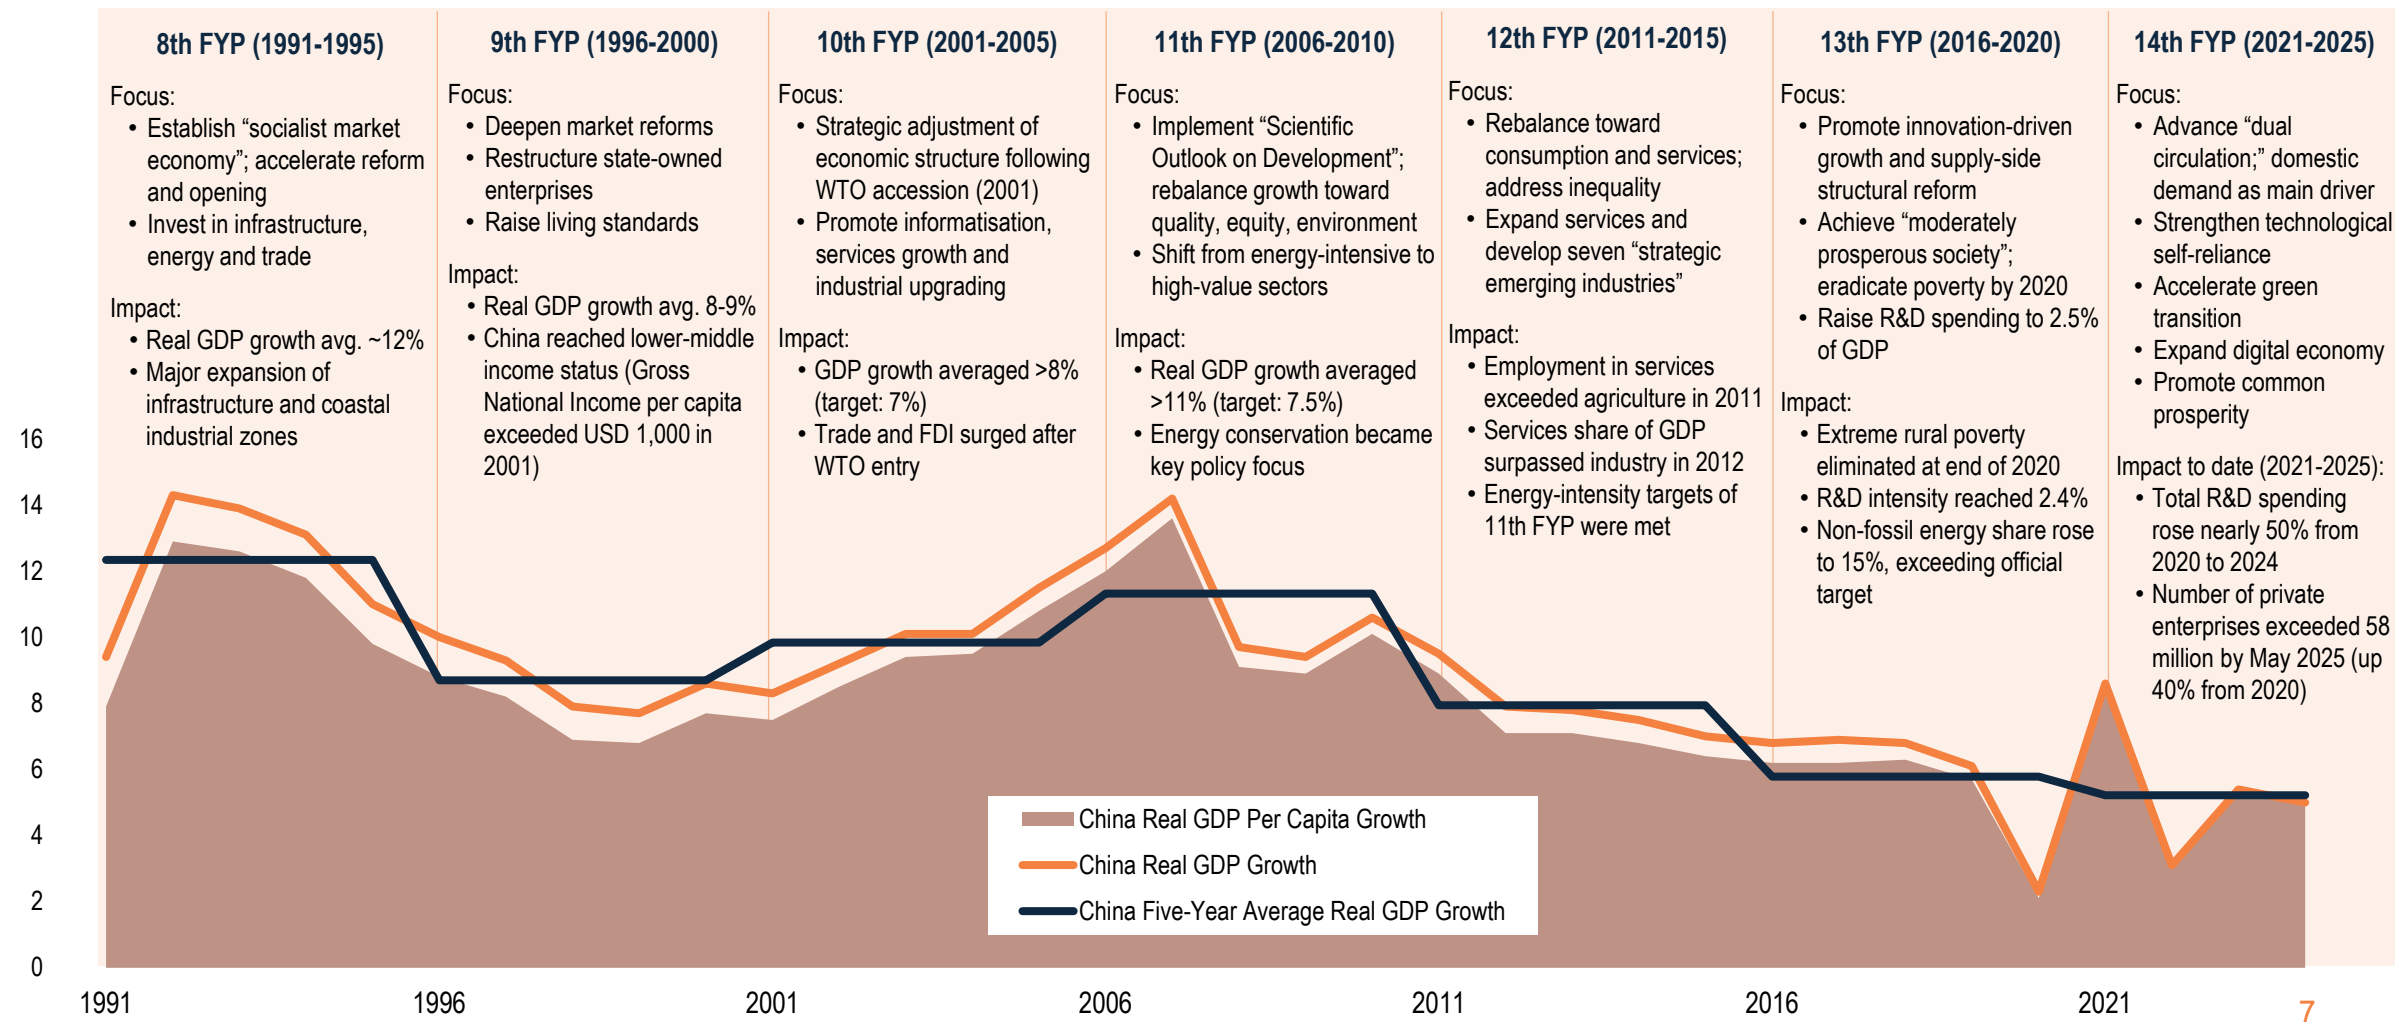 8th FYP (1991-1995)
Focus:
• Establish “socialist market
economy”; accelerate reform
and opening
• Invest in infrastructure,
energy and trade
Impact:
• Real GDP growth avg. ~12%
• Major expansion of
infrastructure and coastal
industrial zones
9th FYP (1996-2000)
Focus:
• Deepen market reforms
• Restructure state-owned
enterprises
• Raise living standards
Impact:
• Real GDP growth avg. 8-9%
• China reached lower-middle
income status (Gross
National Income per capita
exceeded USD 1,000 in
2001)
10th FYP (2001-2005)
Focus:
• Strategic adjustment of
economic structure following
WTO accession (2001)
• Promote informatisation,
services growth and
industrial upgrading
Impact:
• GDP growth averaged >8%
(target: 7%)
• Trade and FDI surged after
WTO entry
11th FYP (2006-2010)
Focus:
• Implement “Scientific
Outlook on Development”;
rebalance growth toward
quality, equity, environment
• Shift from energy-intensive to
high-value sectors
Impact:
• Real GDP growth averaged
>11% (target: 7.5%)
• Energy conservation became
key policy focus
12th FYP (2011-2015)
Focus:
• Rebalance toward
consumption and services;
address inequality
• Expand services and
develop seven “strategic
emerging industries”
Impact:
• Employment in services
exceeded agriculture in 2011
• Services share of GDP
surpassed industry in 2012
• Energy-intensity targets of
11th FYP were met
13th FYP (2016-2020)
Focus:
• Promote innovation-driven
growth and supply-side
structural reform
• Achieve “moderately
prosperous society”;
eradicate poverty by 2020
• Raise R&D spending to 2.5%
of GDP
Impact:
• Extreme rural poverty
eliminated at end of 2020
• R&D intensity reached 2.4%
• Non-fossil energy share rose
to 15%, exceeding official
target
14th FYP (2021-2025)
Focus:
• Advance “dual
circulation;” domestic
demand as main driver
• Strengthen technological
self-reliance
• Accelerate green
transition
• Expand digital economy
• Promote common
prosperity
Impact to date (2021-2025):
• Total R&D spending
rose nearly 50% from
2020 to 2024
• Number of private
enterprises exceeded 58
million by May 2025 (up
40% from 2020)
16
14
12
10
8
6
4
2
0
China Real GDP Per Capita Growth
China Real GDP Growth
China Five-Year Average Real GDP Growth
1991 1996 2001 2006 2011 2016 2021
7